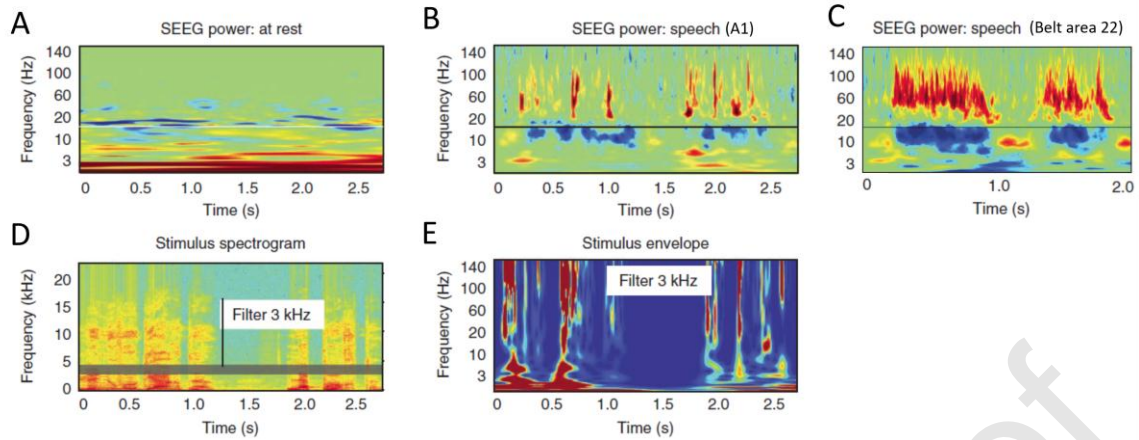 A
SEEG power: at rest
Frequency (Hz)
140
100
60
20
10
3
0 0.5 1.0 1.5 2.0 2.5
Time (s)
B
SEEG power: speech (A1)
Frequency (Hz)
140
100
60
20
10
3
0 0.5 1.0 1.5 2.0 2.5
Time (s)
C
SEEG power: speech (Belt area 22)
Frequency (Hz)
140
100
60
20
10
3
0 1.0 2.0
Time (s)
D
Stimulus spectrogram
Frequency (kHz)
20
15
10
5
0
Filter 3 kHz
0 0.5 1.0 1.5 2.0 2.5
Time (s)
E
Stimulus envelope
Frequency (Hz)
140
100
60
20
10
3
Filter 3 kHz
0 0.5 1.0 1.5 2.0 2.5
Time (s)